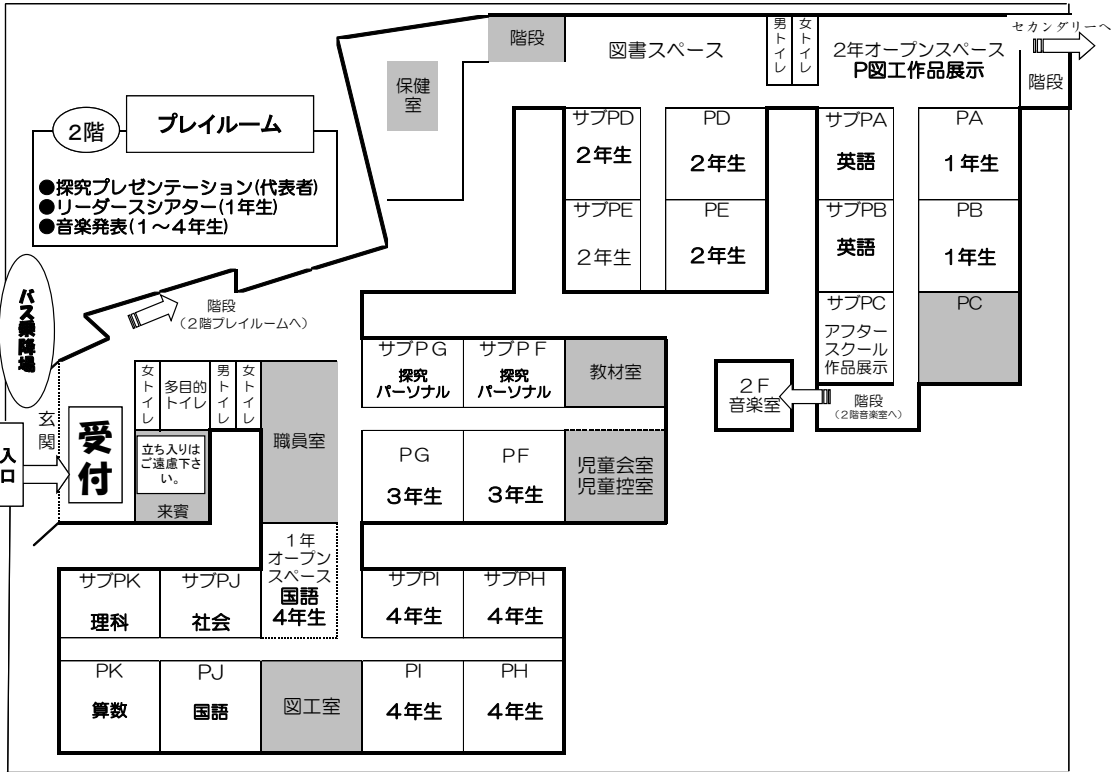 セカンダリーへ
階段
図書スペース
男トイレ
女トイレ
2年オープンスペース
P図工作品展示
階段
保健
室
2階
プレイルーム
●探究プレゼンテーション(代表者)
●リーダースシアター(1年生)
●音楽発表(1~4年生)
サブPD
2年生
PD
2年生
サブPA
英語
PA
1年生
サブPE
2年生
PE
2年生
サブPB
英語
PB
1年生
サブPC
アフター
スクール
作品展示
PC
バス乗降場
階段
(2階プレイルームへ)
サブPG
探究
パーソナル
サブPF
探究
パーソナル
教材室
2F
音楽室
階段
(2階音楽室へ)
玄関
受付
入口
女トイレ
多目的
トイレ
男トイレ
女トイレ
職員室
立ち入りは
ご遠慮下さ
い。
来賓
PG
3年生
PF
3年生
児童会室
児童控室
1年
オープン
スペース
国語
4年生
サブPK
理科
サブPJ
社会
サブPI
4年生
サブPH
4年生
PK
算数
PJ
国語
図工室
PI
4年生
PH
4年生